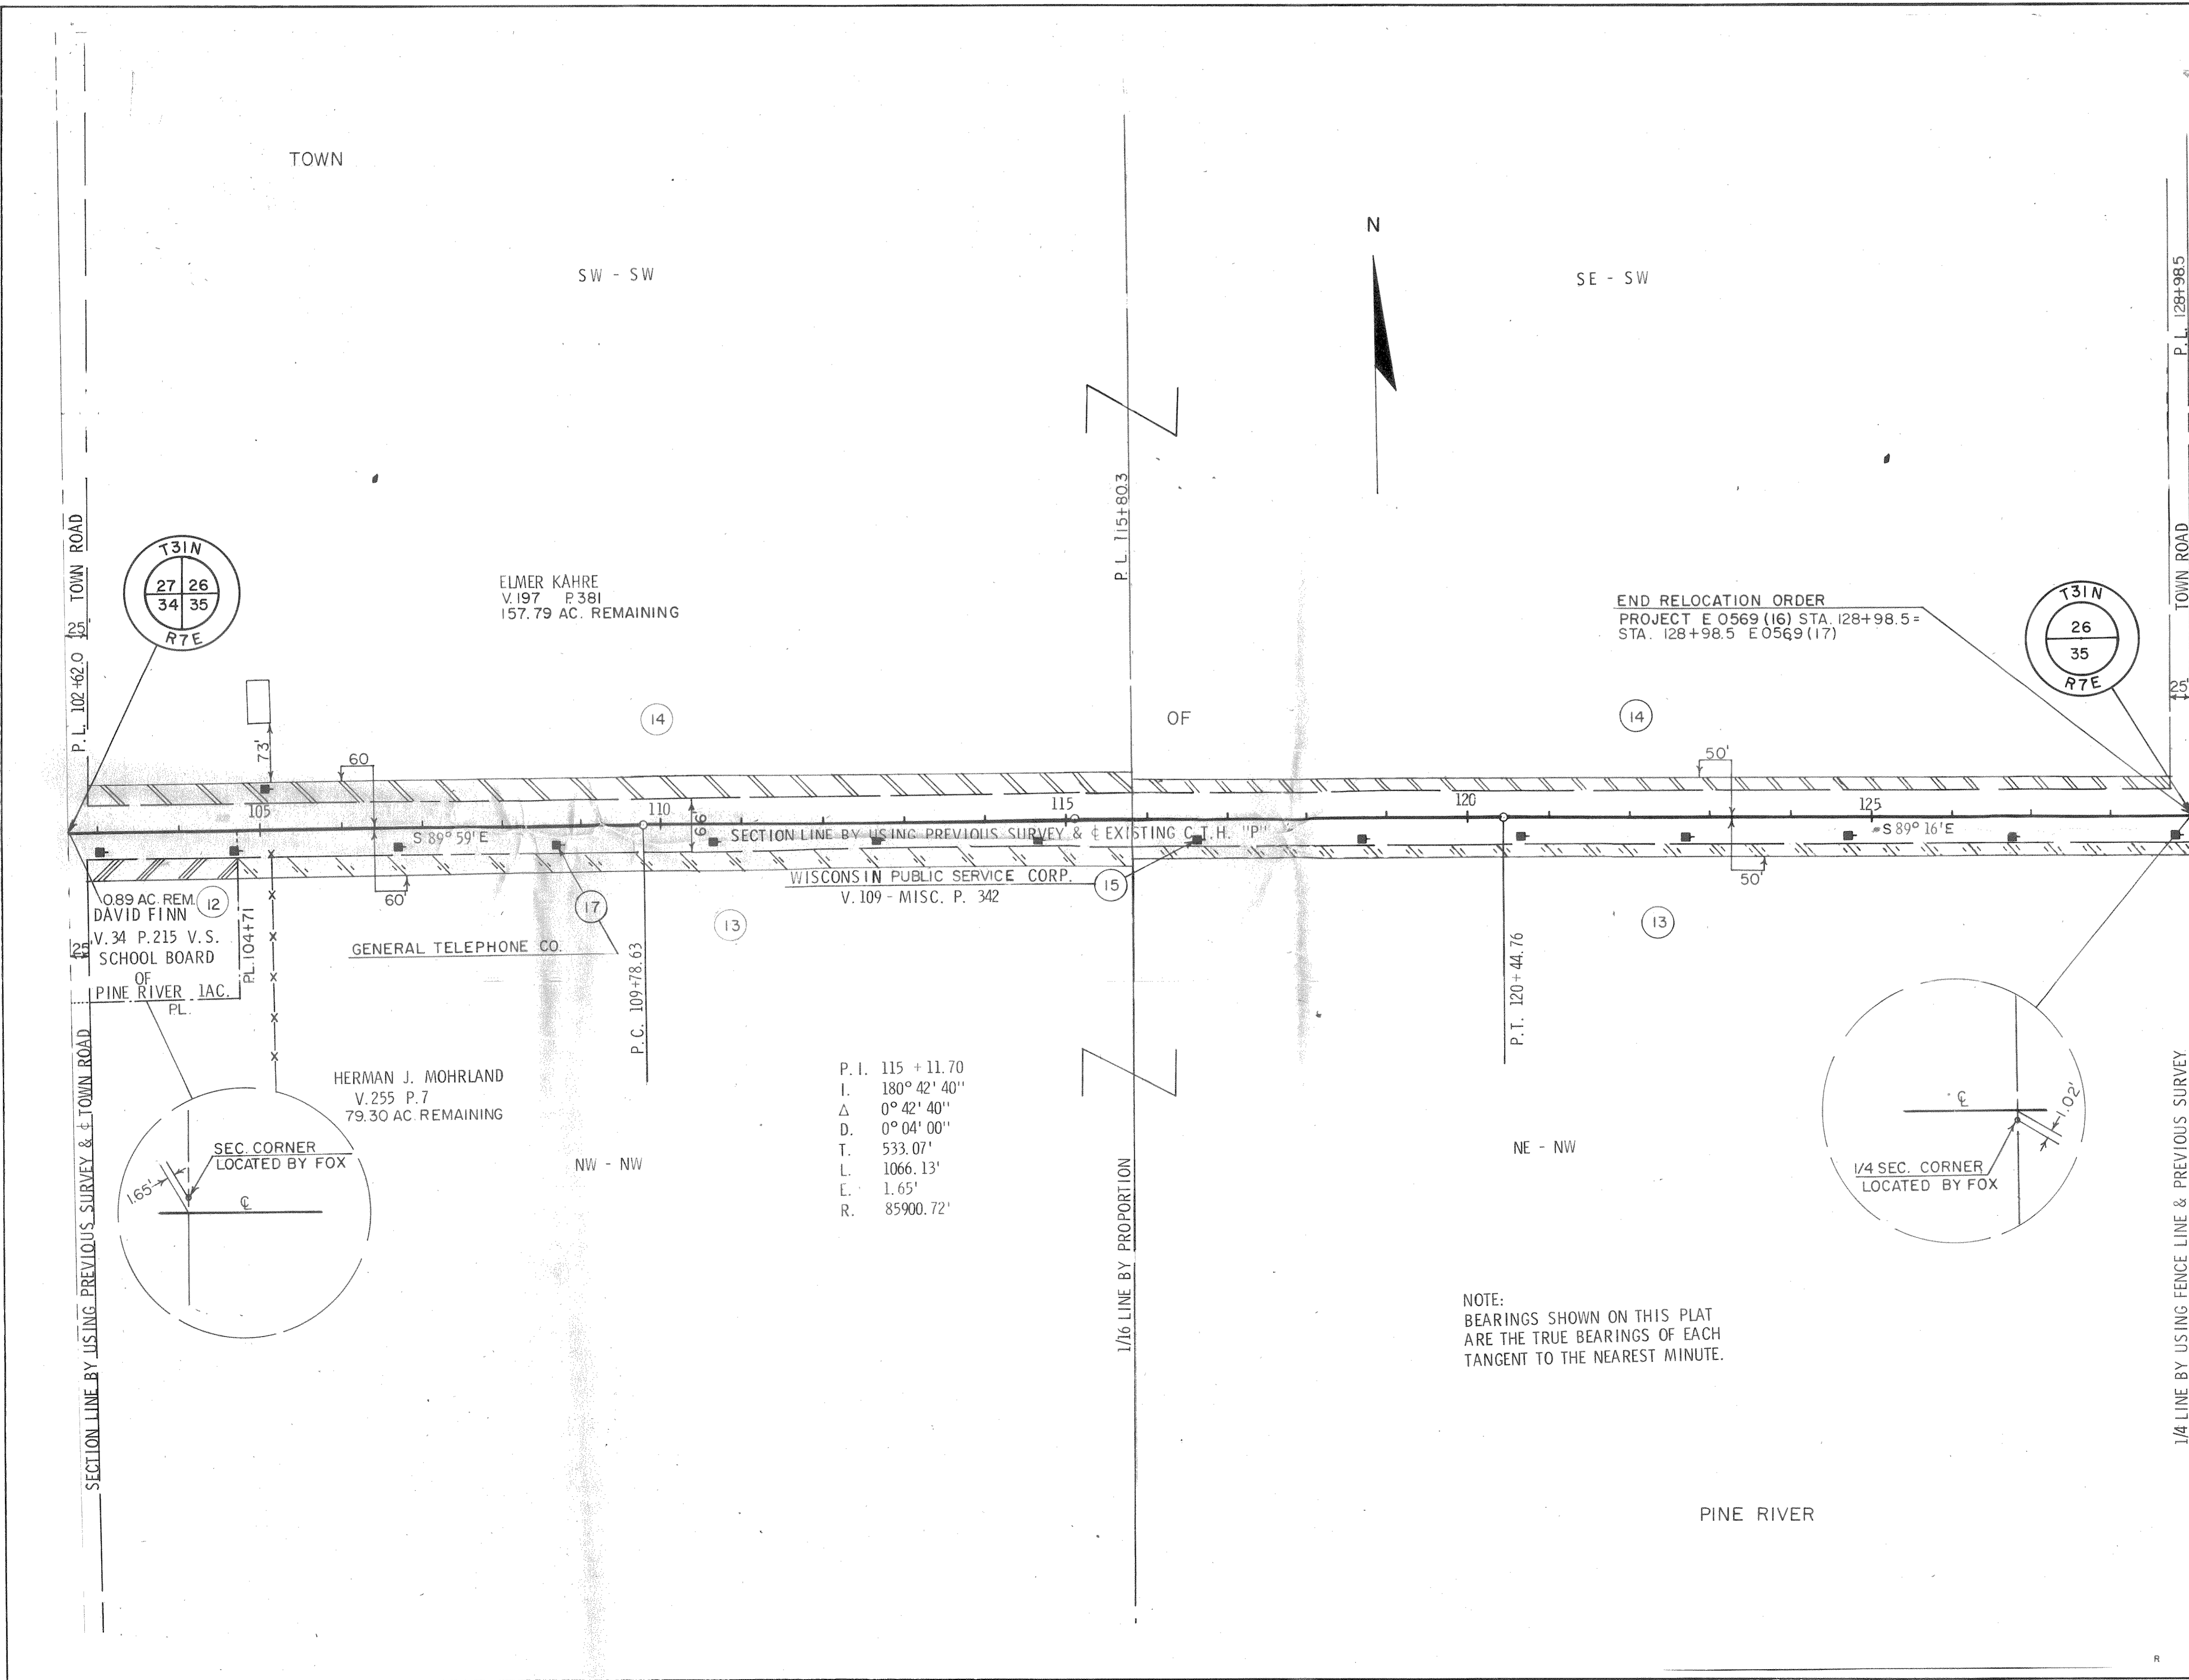 TOWN
N
SW - SW
SE - SW
P.L. 128+98.5
P.L. 115+80.3
TOWN ROAD
25'
P.L. 102+62.0
T31N
27 26
34 35
R7E
ELMER KAHRE
V.197 P.381
157.79 AC. REMAINING
END RELOCATION ORDER
PROJECT E 0569 (16) STA. 128+98.5 =
STA. 128+98.5 E 0569 (17)
T31N
26
35
R7E
TOWN ROAD
25'
14
OF
14
73'
60
50'
105
110
115
120
125
66'
S 89° 59' E
SECTION LINE BY USING PREVIOUS SURVEY & ℄ EXISTING C.T.H. "P"
S 89° 16' E
60'
50'
WISCONSIN PUBLIC SERVICE CORP.
V. 109 - MISC. P. 342
15
17
13
13
GENERAL TELEPHONE CO.
0.89 AC. REM.
12
DAVID FINN
V.34 P.215 V.S.
SCHOOL BOARD
OF
PINE RIVER 1AC.
PL.
25'
PL. 104+71
P.C. 109+78.63
P.T. 120+44.76
HERMAN J. MOHRLAND
V.255 P.7
79.30 AC. REMAINING
P.I. 115 + 11.70
I. 180° 42' 40"
Δ 0° 42' 40"
D. 0° 04' 00"
T. 533.07'
L. 1066.13'
E. 1.65'
R. 85900.72'
SEC. CORNER
LOCATED BY FOX
1.65'
℄
NW - NW
NE - NW
℄
1.02'
1/4 SEC. CORNER
LOCATED BY FOX
SECTION LINE BY USING PREVIOUS SURVEY & ℄ TOWN ROAD
1/16 LINE BY PROPORTION
1/4 LINE BY USING FENCE LINE & PREVIOUS SURVEY
NOTE:
BEARINGS SHOWN ON THIS PLAT
ARE THE TRUE BEARINGS OF EACH
TANGENT TO THE NEAREST MINUTE.
PINE RIVER
R